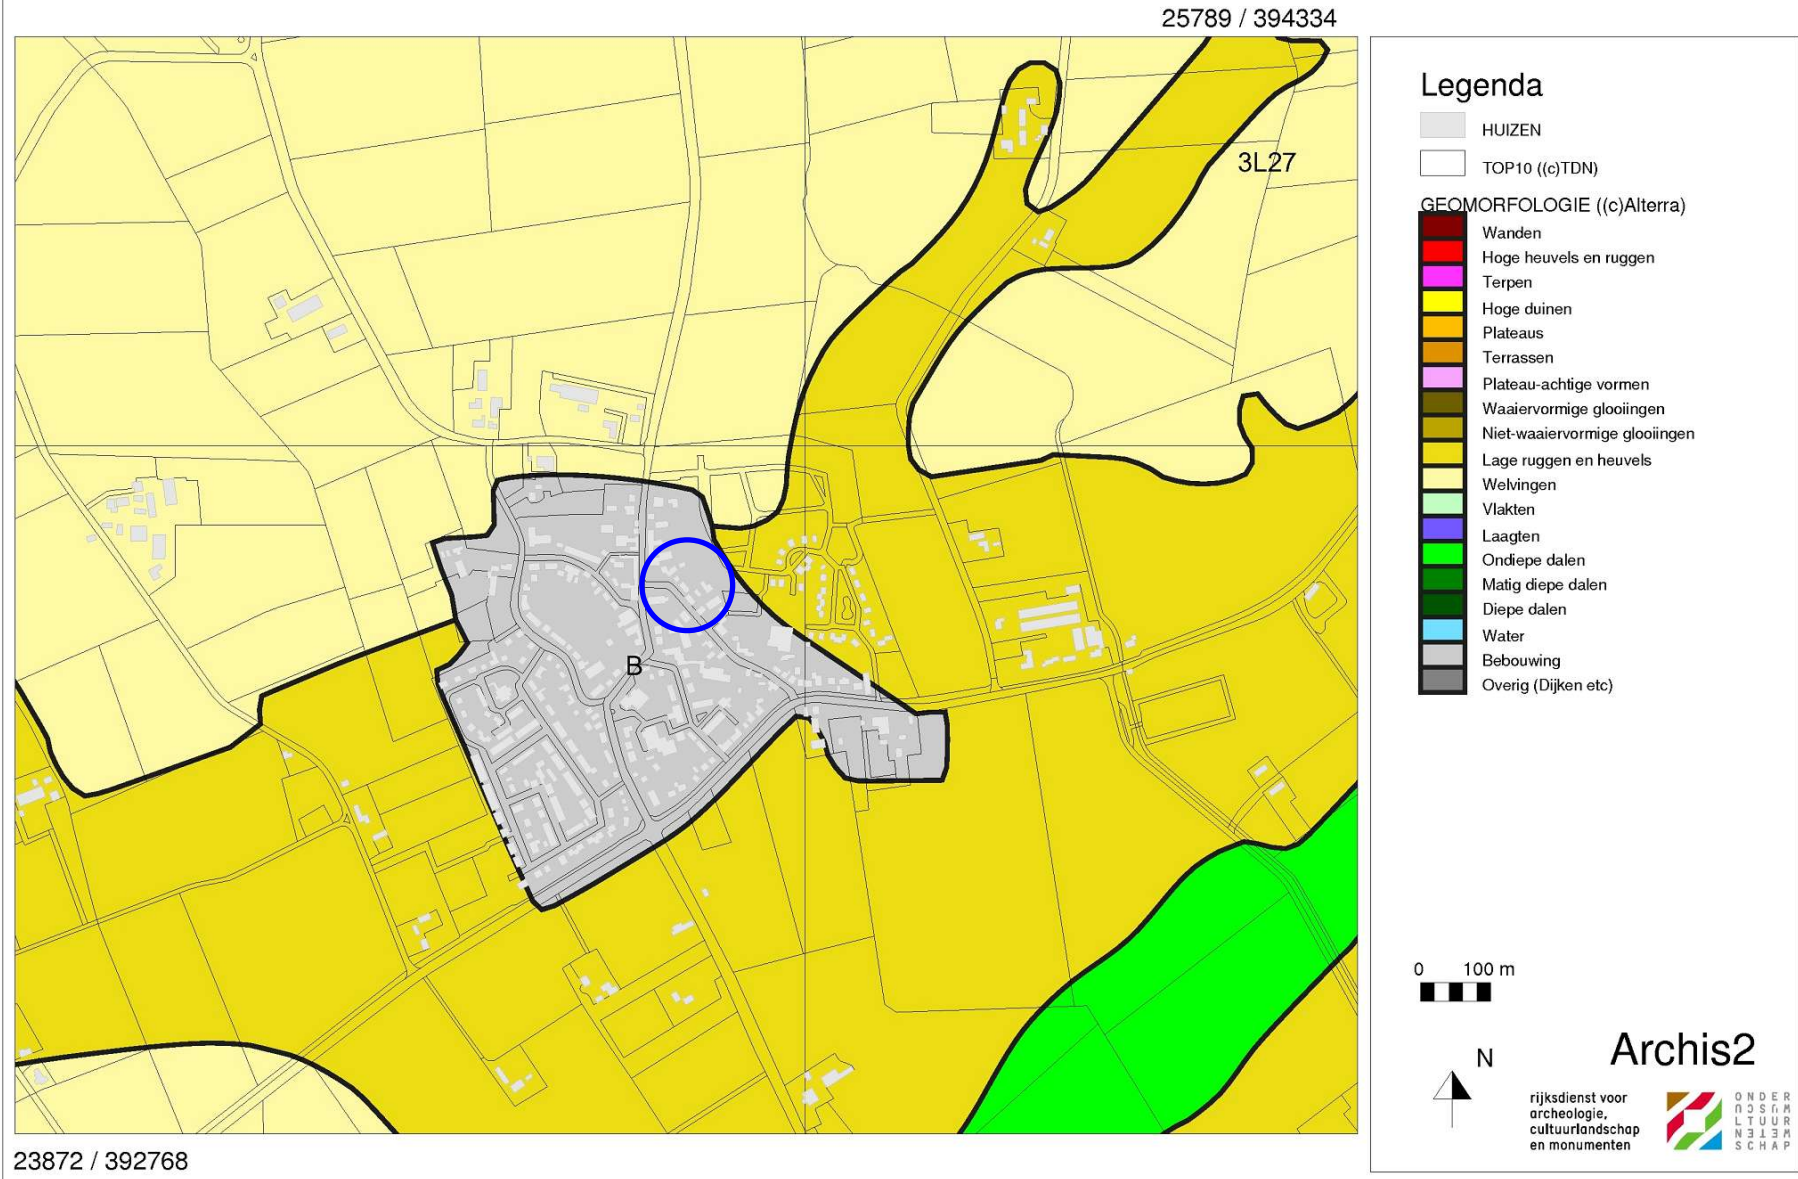 25789 / 394334
Legenda
HUIZEN
TOP10 ((c)TDN)
GEOMORFOLOGIE ((c)Alterra)
Wanden
Hoge heuvels en ruggen
Terpen
Hoge duinen
Plateaus
Terrassen
Plateau-achtige vormen
Waaiervormige glooiingen
Niet-waaiervormige glooiingen
Lage ruggen en heuvels
Welvingen
Vlakten
Laagten
Ondiepe dalen
Matig diepe dalen
Diepe dalen
Water
Bebouwing
Overig (Dijken etc)
3L27
B
0 100 m
N
Archis2
rijksdienst voor
archeologie,
cultuurlandschap
en monumenten
ONDER
LTUUR
SCHAP
23872 / 392768